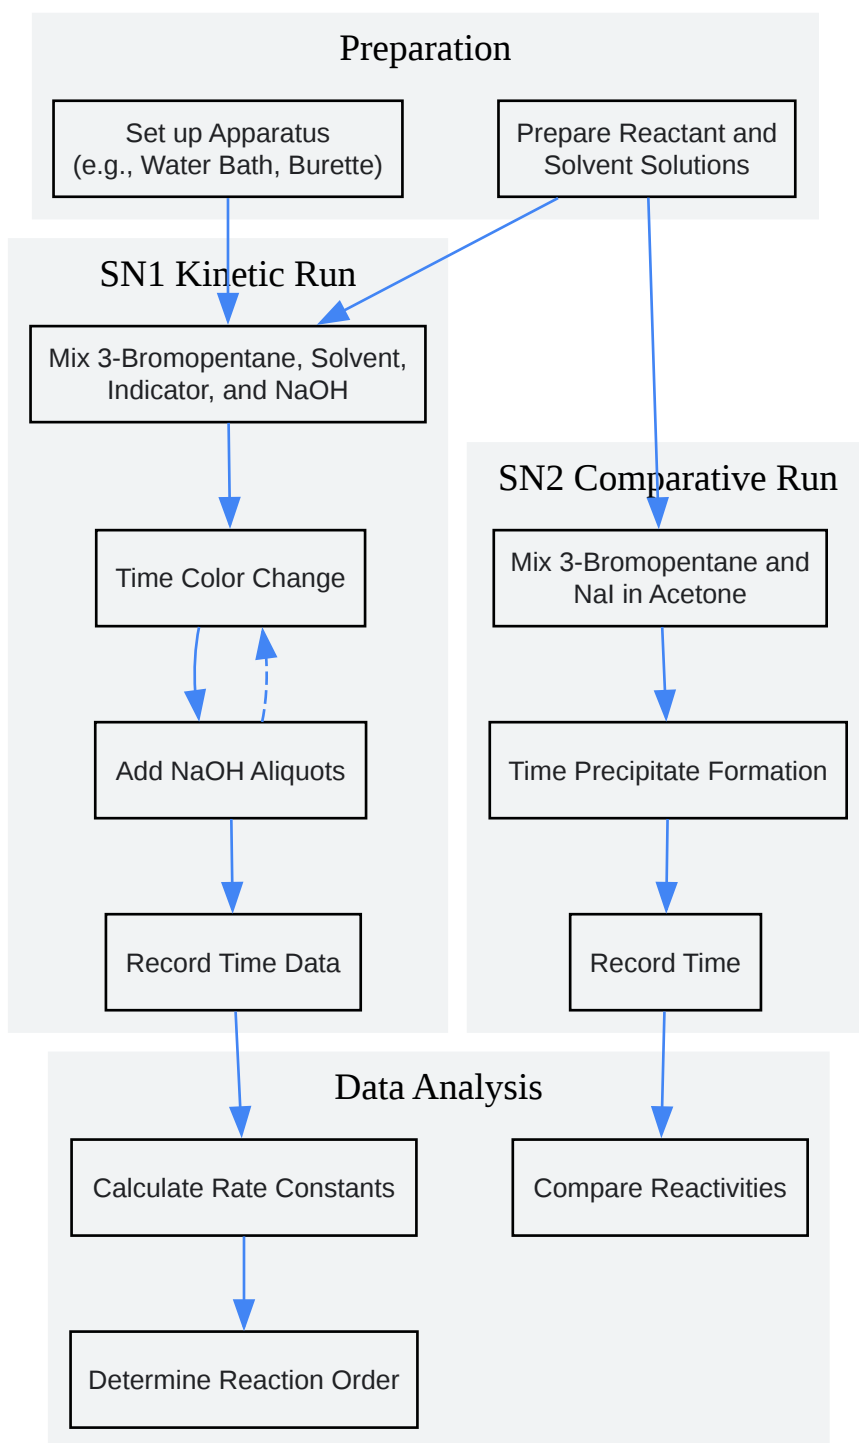 Preparation
Set up Apparatus
(e.g., Water Bath, Burette)
Prepare Reactant and
Solvent Solutions
SN1 Kinetic Run
Mix 3-Bromopentane, Solvent,
Indicator, and NaOH
Time Color Change
Add NaOH Aliquots
Record Time Data
SN2 Comparative Run
Mix 3-Bromopentane and
NaI in Acetone
Time Precipitate Formation
Record Time
Data Analysis
Calculate Rate Constants
Compare Reactivities
Determine Reaction Order